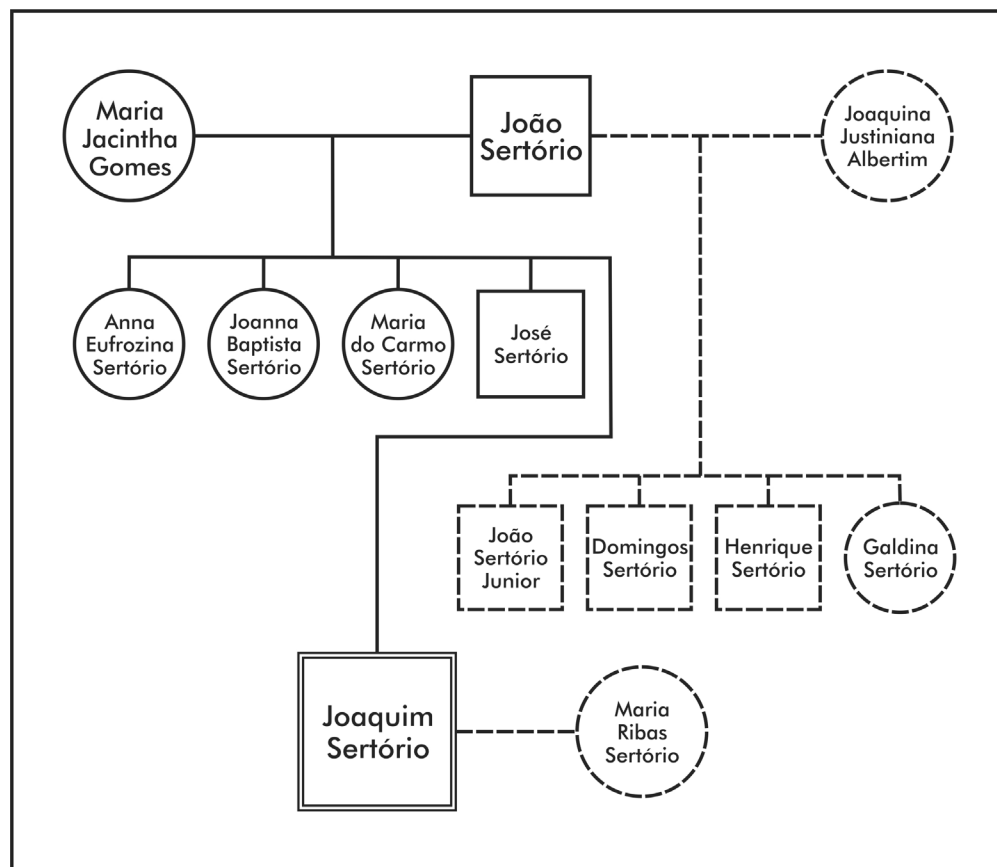 Maria
Jacintha
Gomes
João
Sertório
Joaquina
Justiniana
Albertim
Anna
Eufrozina
Sertório
Joanna
Baptista
Sertório
Maria
do Carmo
Sertório
José
Sertório
João
Sertório
Junior
Domingos
Sertório
Henrique
Sertório
Galdina
Sertório
Joaquim
Sertório
Maria
Ribas
Sertório